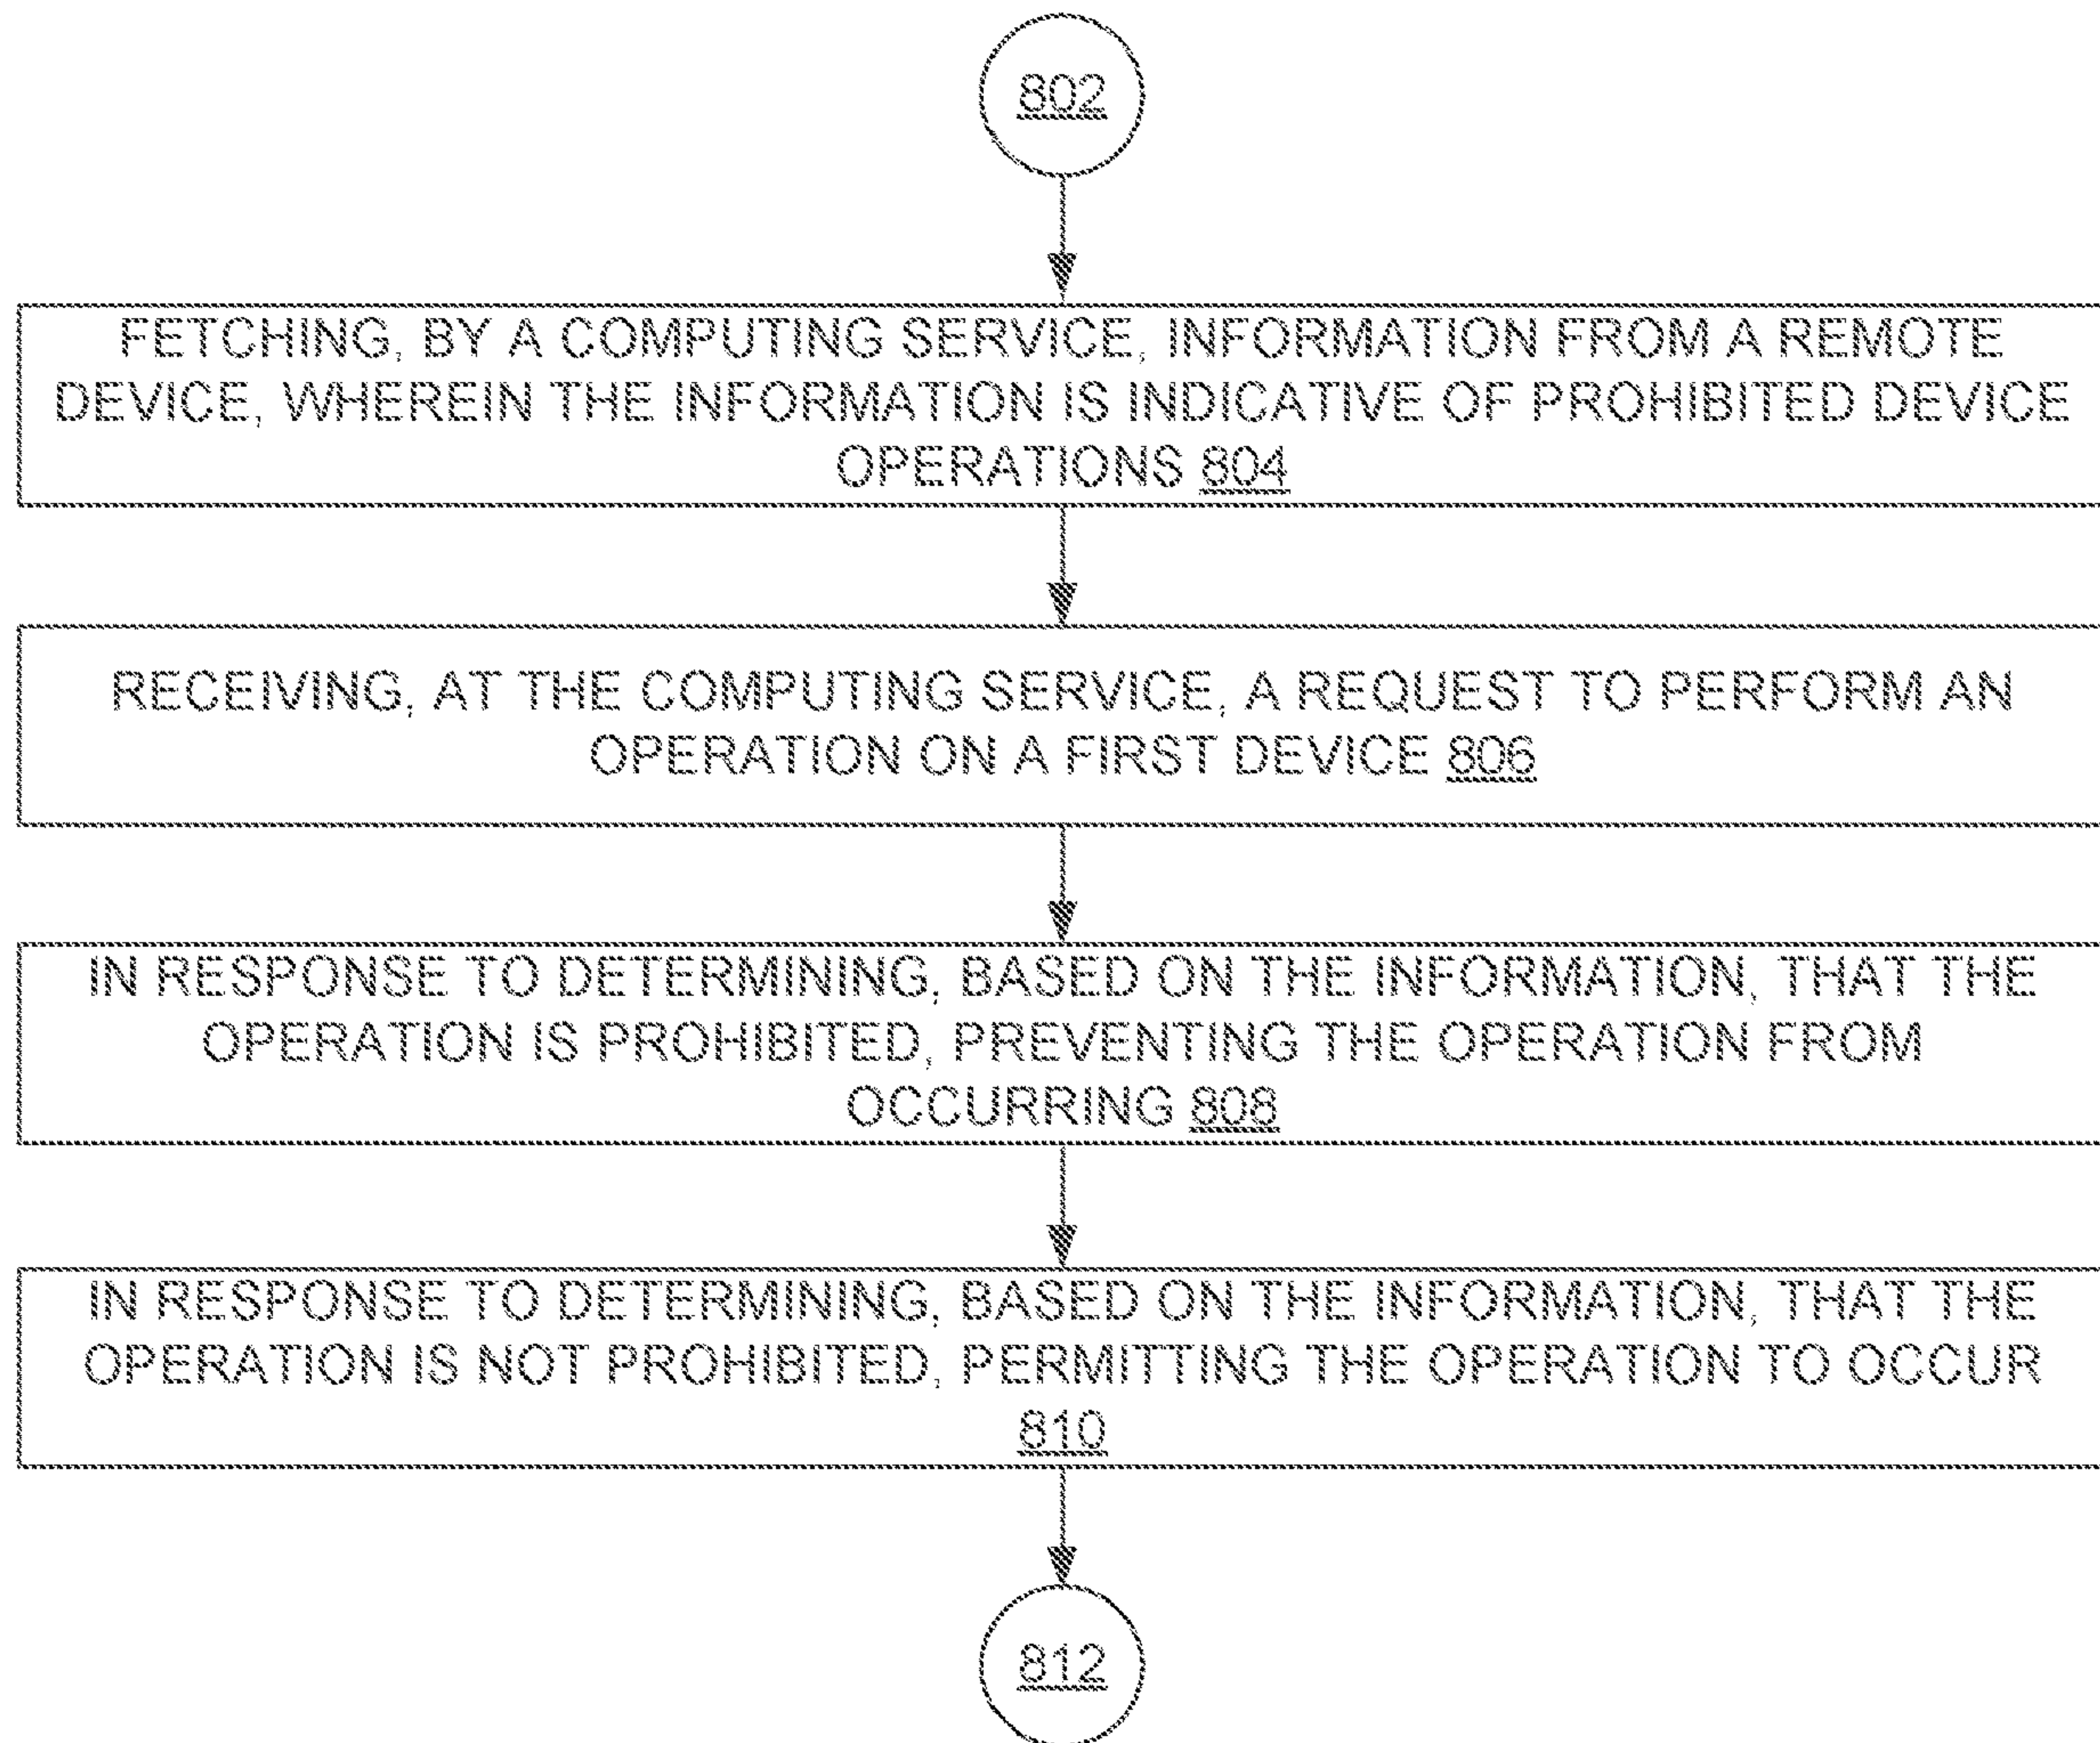 802
FETCHING, BY A COMPUTING SERVICE, INFORMATION FROM A REMOTE
DEVICE, WHEREIN THE INFORMATION IS INDICATIVE OF PROHIBITED DEVICE
OPERATIONS 804
RECEIVING, AT THE COMPUTING SERVICE, A REQUEST TO PERFORM AN
OPERATION ON A FIRST DEVICE 806
IN RESPONSE TO DETERMINING, BASED ON THE INFORMATION, THAT THE
OPERATION IS PROHIBITED, PREVENTING THE OPERATION FROM
OCCURRING 808
IN RESPONSE TO DETERMINING, BASED ON THE INFORMATION, THAT THE
OPERATION IS NOT PROHIBITED, PERMITTING THE OPERATION TO OCCUR
810
812